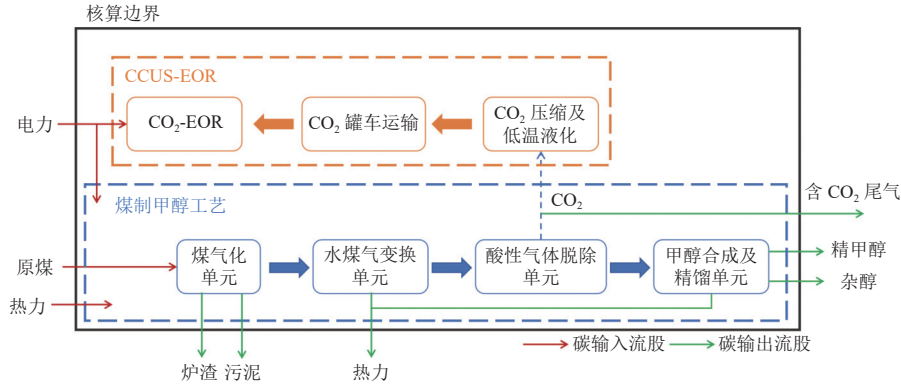 核算边界
CCUS-EOR
电力
CO₂-EOR
CO₂ 罐车运输
CO₂ 压缩及
低温液化
煤制甲醇工艺
CO₂
含 CO₂ 尾气
原煤
煤气化
单元
水煤气变换
单元
酸性气体脱除
单元
甲醇合成及
精馏单元
精甲醇
杂醇
热力
炉渣 污泥
热力
碳输入流股
碳输出流股